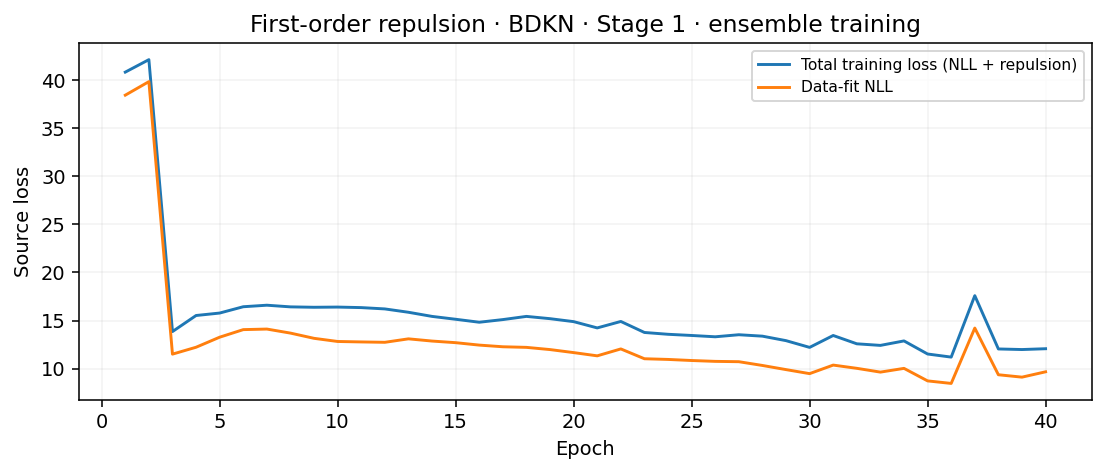 First-order repulsion · BDKN · Stage 1 · ensemble training
Total training loss (NLL + repulsion)
Data-fit NLL
Source loss
40
35
30
25
20
15
10
0 5 10 15 20 25 30 35 40
Epoch